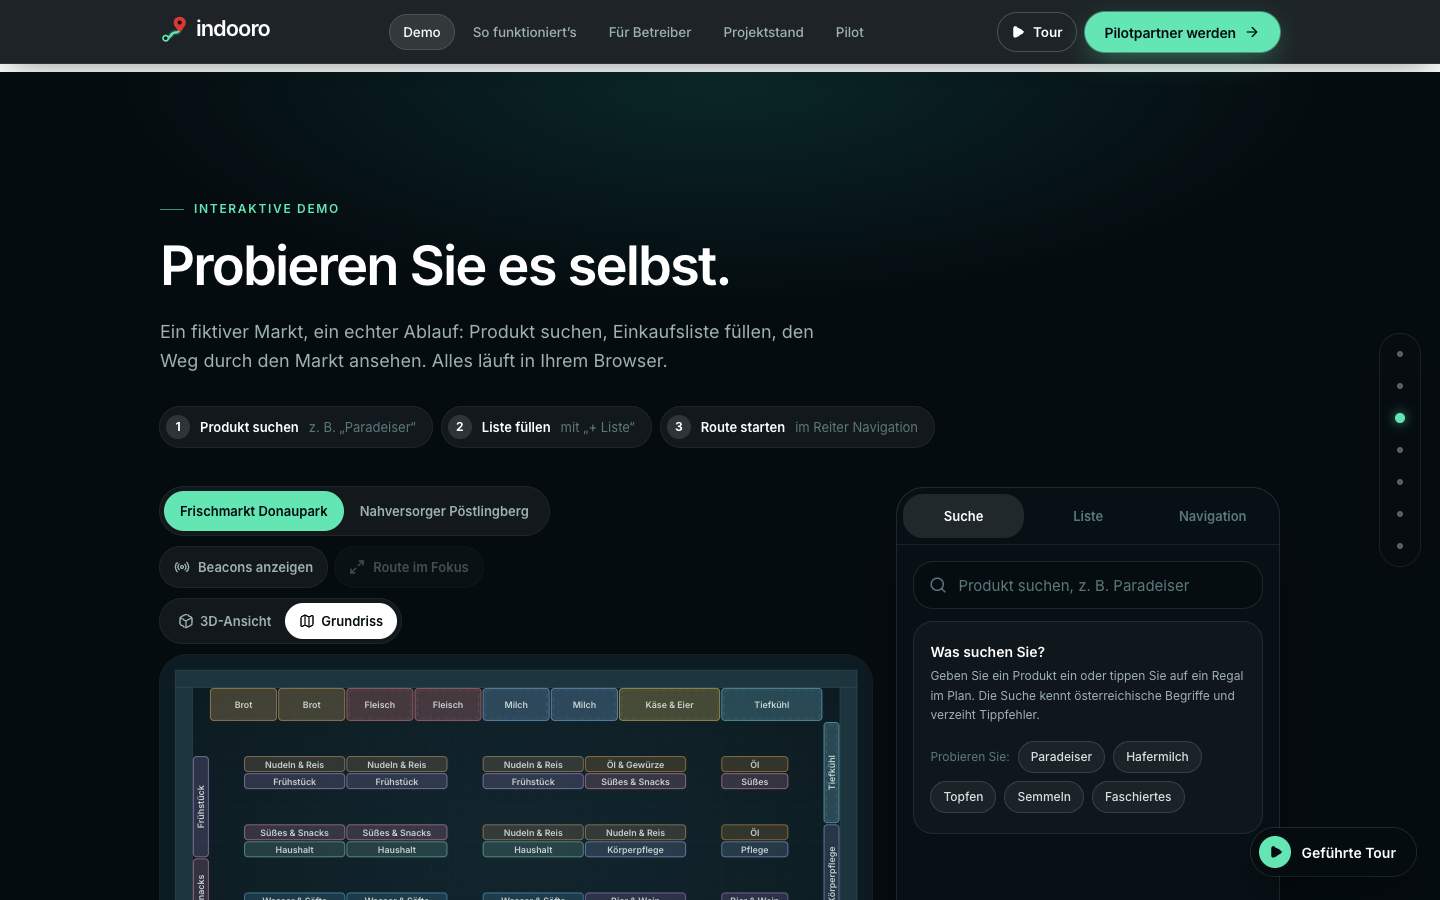 indooro
Demo
So funktioniert's
Für Betreiber
Projektstand
Pilot
Tour
Pilotpartner werden
INTERAKTIVE DEMO
Probieren Sie es selbst.
Ein fiktiver Markt, ein echter Ablauf: Produkt suchen, Einkaufsliste füllen, den
Weg durch den Markt ansehen. Alles läuft in Ihrem Browser.
1 Produkt suchen z. B. „Paradeiser“
2 Liste füllen mit „+ Liste“
3 Route starten im Reiter Navigation
Frischmarkt Donaupark
Nahversorger Pöstlingberg
Beacons anzeigen
Route im Fokus
3D-Ansicht
Grundriss
Brot
Brot
Fleisch
Fleisch
Milch
Milch
Käse & Eier
Tiefkühl
Tiefkühl
Nudeln & Reis
Nudeln & Reis
Nudeln & Reis
Öl & Gewürze
Öl
Frühstück
Frühstück
Frühstück
Süßes & Snacks
Süßes
Frühstück
Süßes & Snacks
Süßes & Snacks
Nudeln & Reis
Nudeln & Reis
Öl
Haushalt
Haushalt
Haushalt
Körperpflege
Pflege
Körperpflege
Suche
Liste
Navigation
Produkt suchen, z. B. Paradeiser
Was suchen Sie?
Geben Sie ein Produkt ein oder tippen Sie auf ein Regal
im Plan. Die Suche kennt österreichische Begriffe und
verzeiht Tippfehler.
Probieren Sie:
Paradeiser
Hafermilch
Topfen
Semmeln
Faschiertes
Geführte Tour